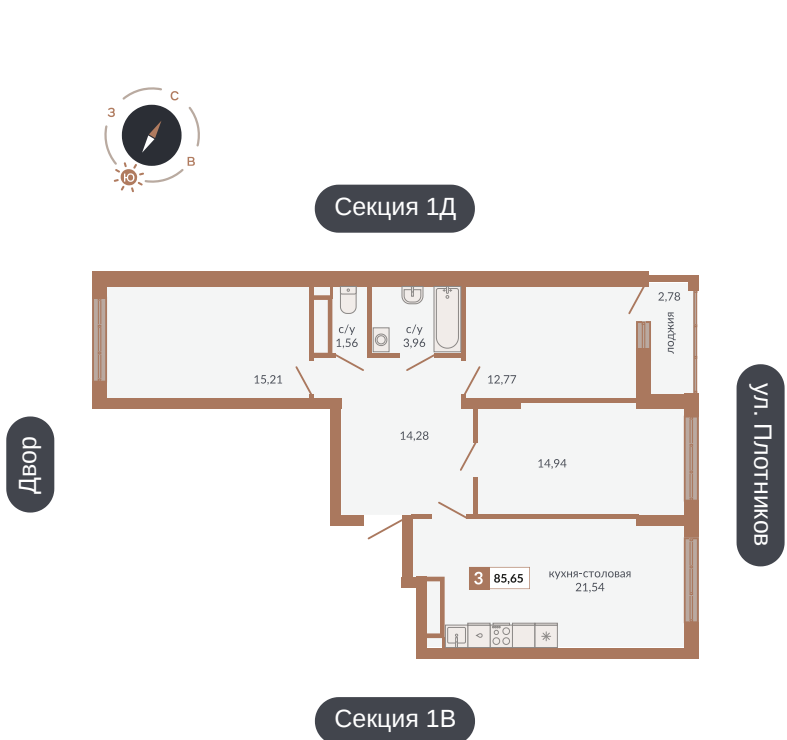 С
З
В
Ю
Секция 1Д
2,78
лоджия
с/у
1,56
с/у
3,96
15,21
12,77
14,28
14,94
Двор
ул. Плотников
3 85,65
кухня-столовая
21,54
Секция 1В